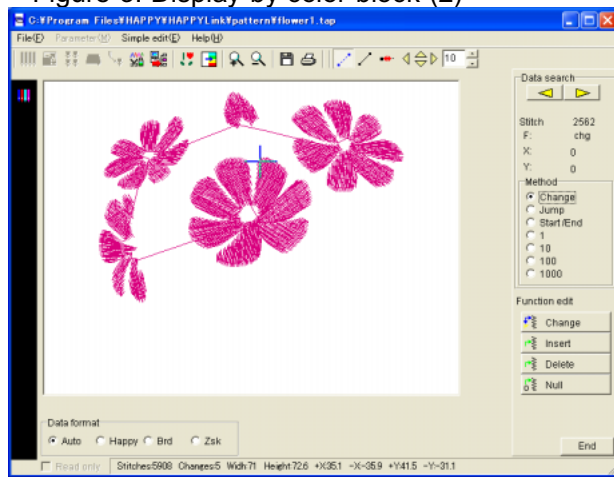 Figure 6. Display by color block (2)
C:¥Program Files¥HAPPY¥HAPPYLink¥pattern¥flower1.tap
File(F) Parameter(M) Simple edit(E) Help(H)
10
Data search
Stitch 2562
F: chg
X: 0
Y: 0
Method
Change
Jump
Start/End
1
10
100
1000
Function edit
Change
Insert
Delete
Null
Data format
Auto Happy Brd Zsk
End
Read only Stitches:5908 Changes:5 Widh:71 Height:72.6 +X:35.1 -X:-35.9 +Y:41.5 -Y:-31.1